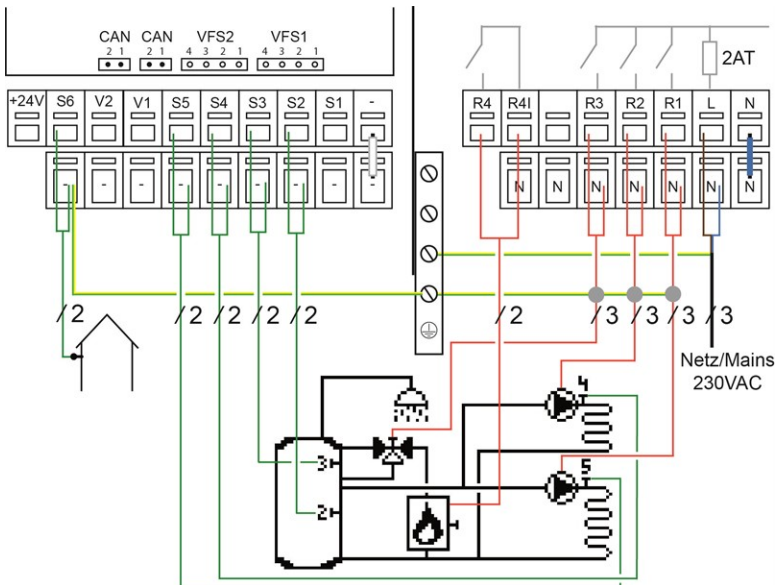 CAN CAN VFS2 VFS1
2 1 2 1 4 3 2 1 4 3 2 1
2AT
+24V S6 V2 V1 S5 S4 S3 S2 S1 - R4 R4I R3 R2 R1 L N
- - - - - - - - - N N N N N N N
/2 /2 /2 /2 /2 /2 /3 /3 /3 /3
Netz/Mains
230VAC
4
3
5
2